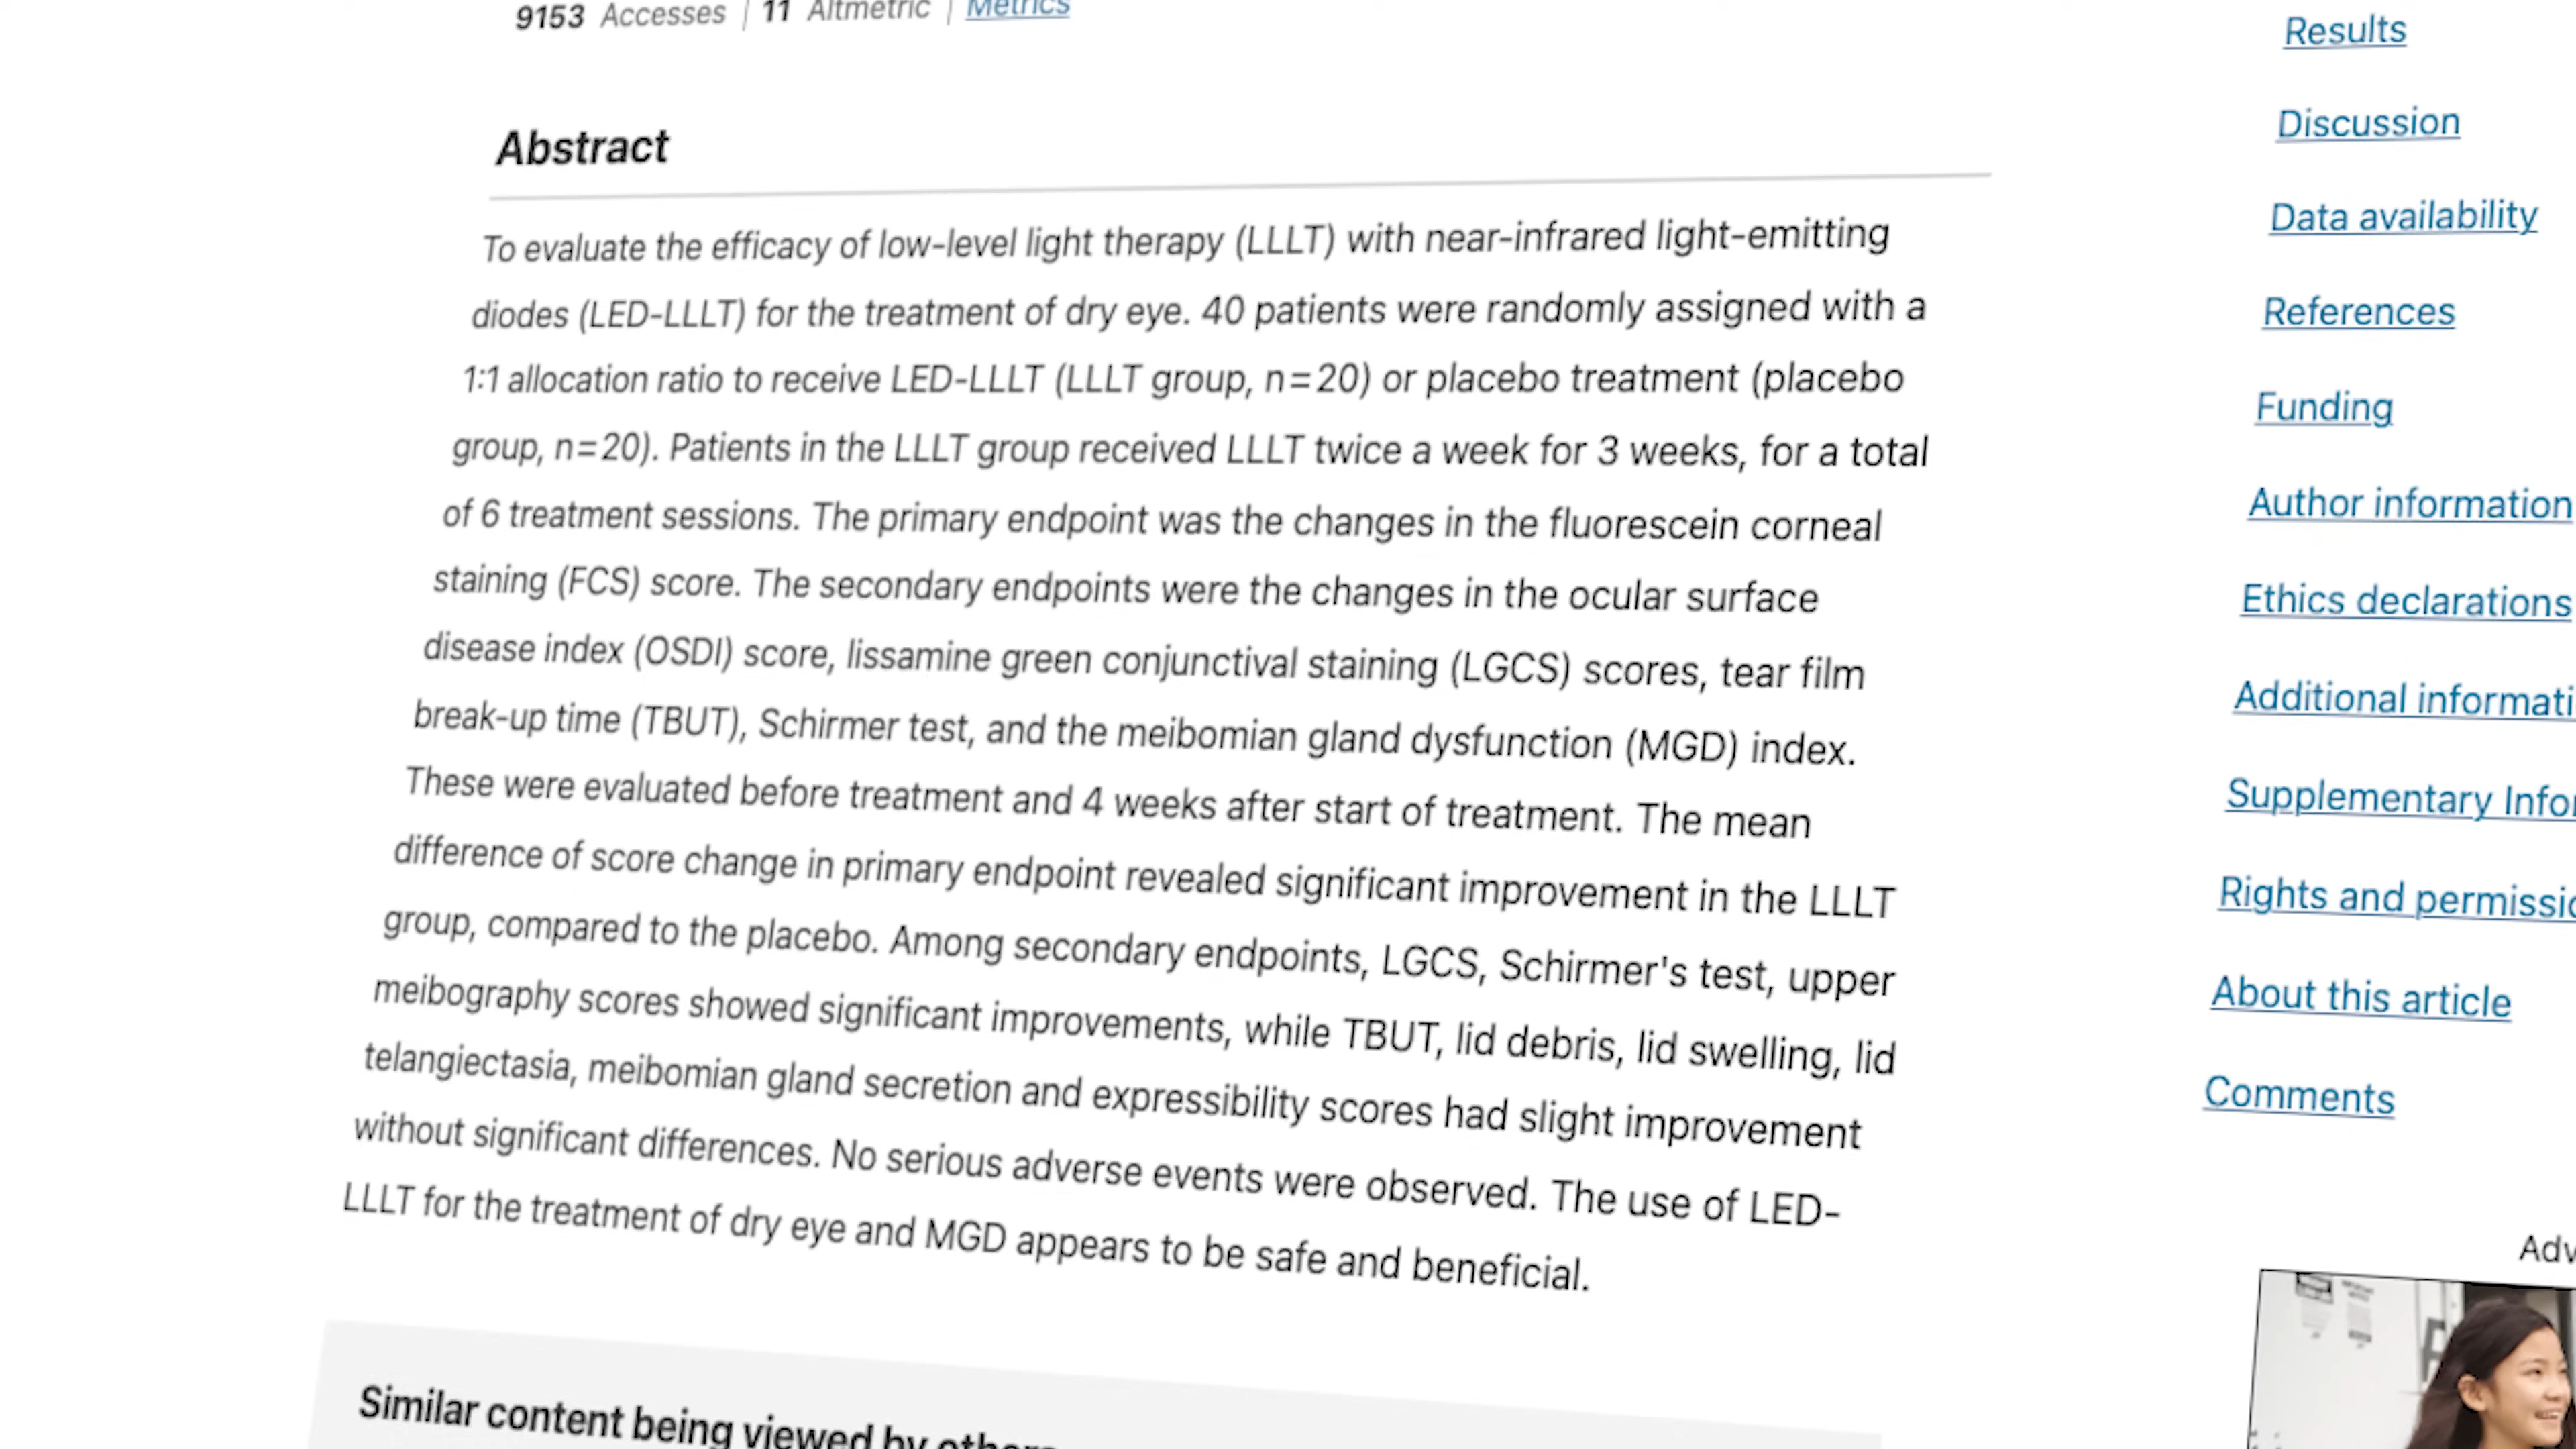 9153 Accesses | 11 Altmetric | Metrics
Abstract
To evaluate the efficacy of low-level light therapy (LLLT) with near-infrared light-emitting
diodes (LED-LLLT) for the treatment of dry eye. 40 patients were randomly assigned with a
1:1 allocation ratio to receive LED-LLLT (LLLT group, n=20) or placebo treatment (placebo
group, n=20). Patients in the LLLT group received LLLT twice a week for 3 weeks, for a total
of 6 treatment sessions. The primary endpoint was the changes in the fluorescein corneal
staining (FCS) score. The secondary endpoints were the changes in the ocular surface
disease index (OSDI) score, lissamine green conjunctival staining (LGCS) scores, tear film
break-up time (TBUT), Schirmer test, and the meibomian gland dysfunction (MGD) index.
These were evaluated before treatment and 4 weeks after start of treatment. The mean
difference of score change in primary endpoint revealed significant improvement in the LLLT
group, compared to the placebo. Among secondary endpoints, LGCS, Schirmer's test, upper
meibography scores showed significant improvements, while TBUT, lid debris, lid swelling, lid
telangiectasia, meibomian gland secretion and expressibility scores had slight improvement
without significant differences. No serious adverse events were observed. The use of LED-
LLLT for the treatment of dry eye and MGD appears to be safe and beneficial.
Similar content being viewed by others
Results
Discussion
Data availability
References
Funding
Author information
Ethics declarations
Additional informati
Supplementary Infor
Rights and permissio
About this article
Comments
Adv